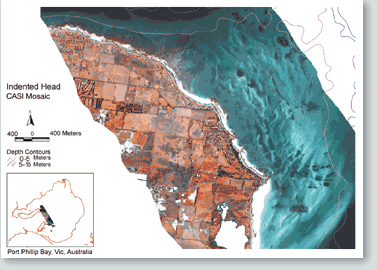 Indented Head
CASI Mosaic
400 0 400 Meters
Depth Contours
0-5 Meters
5-15 Meters
Port Phillip Bay, Vic, Australia